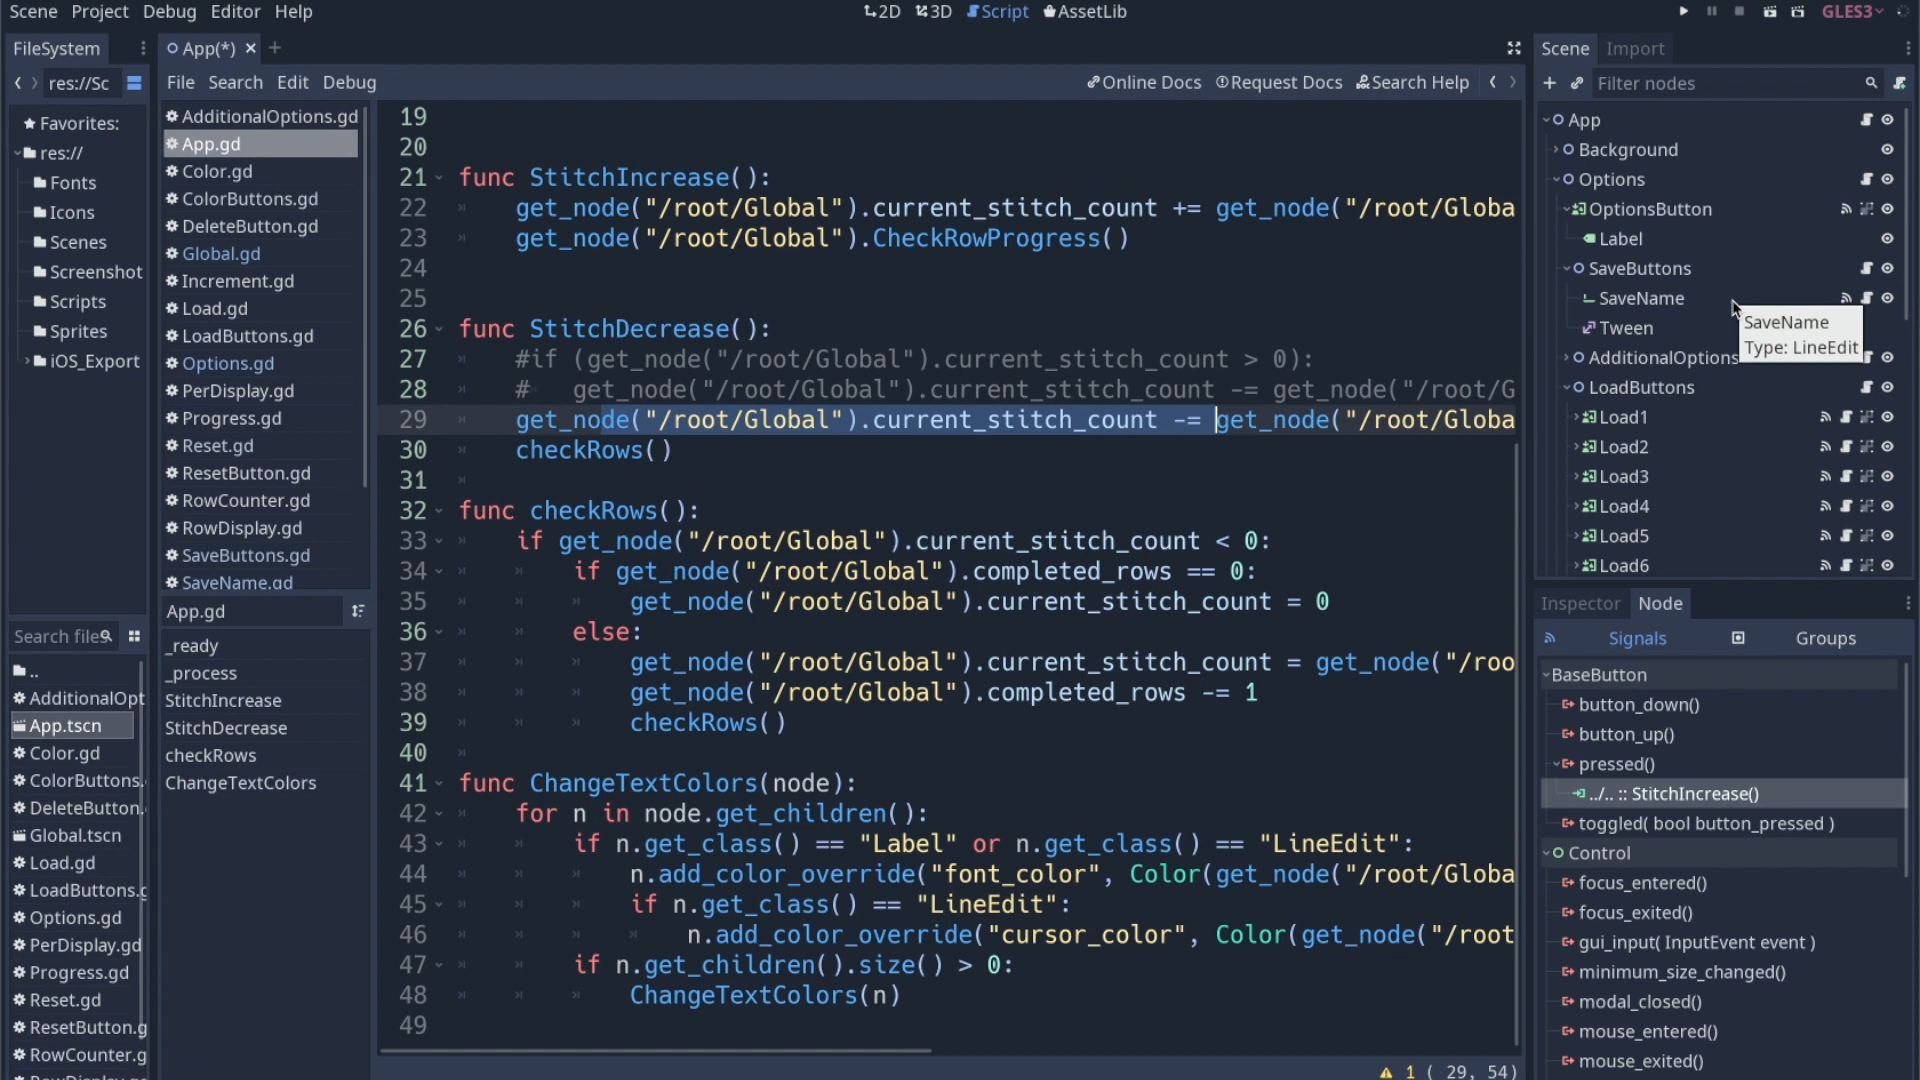 Scene Project Debug Editor Help
2D 3D Script AssetLib
GLES3
FileSystem
App(*)
Scene Import
res://Sc
File Search Edit Debug
Online Docs Request Docs Search Help
Filter nodes
Favorites:
res://
Fonts
Icons
Scenes
Screenshot
Scripts
Sprites
iOS_Export
Search files
..
AdditionalOpt
App.tscn
Color.gd
ColorButtons.
DeleteButton.
Global.tscn
Load.gd
LoadButtons.g
Options.gd
PerDisplay.gd
Progress.gd
Reset.gd
ResetButton.g
RowCounter.g
AdditionalOptions.gd
App.gd
Color.gd
ColorButtons.gd
DeleteButton.gd
Global.gd
Increment.gd
Load.gd
LoadButtons.gd
Options.gd
PerDisplay.gd
Progress.gd
Reset.gd
ResetButton.gd
RowCounter.gd
RowDisplay.gd
SaveButtons.gd
SaveName.gd
App.gd
_ready
_process
StitchIncrease
StitchDecrease
checkRows
ChangeTextColors
19
20
21 func StitchIncrease():
22 get_node("/root/Global").current_stitch_count += get_node("/root/Globa
23 get_node("/root/Global").CheckRowProgress()
24
25
26 func StitchDecrease():
27 #if (get_node("/root/Global").current_stitch_count > 0):
28 # get_node("/root/Global").current_stitch_count -= get_node("/root/G
29 get_node("/root/Global").current_stitch_count -= get_node("/root/Globa
30 checkRows()
31
32 func checkRows():
33 if get_node("/root/Global").current_stitch_count < 0:
34 if get_node("/root/Global").completed_rows == 0:
35 get_node("/root/Global").current_stitch_count = 0
36 else:
37 get_node("/root/Global").current_stitch_count = get_node("/roo
38 get_node("/root/Global").completed_rows -= 1
39 checkRows()
40
41 func ChangeTextColors(node):
42 for n in node.get_children():
43 if n.get_class() == "Label" or n.get_class() == "LineEdit":
44 n.add_color_override("font_color", Color(get_node("/root/Globa
45 if n.get_class() == "LineEdit":
46 n.add_color_override("cursor_color", Color(get_node("/root
47 if n.get_children().size() > 0:
48 ChangeTextColors(n)
49
1 ( 29, 54)
App
Background
Options
OptionsButton
Label
SaveButtons
SaveName
Tween
AdditionalOptions
LoadButtons
Load1
Load2
Load3
Load4
Load5
Load6
SaveName
Type: LineEdit
Inspector Node
Signals Groups
BaseButton
button_down()
button_up()
pressed()
../.. :: StitchIncrease()
toggled( bool button_pressed )
Control
focus_entered()
focus_exited()
gui_input( InputEvent event )
minimum_size_changed()
modal_closed()
mouse_entered()
mouse_exited()